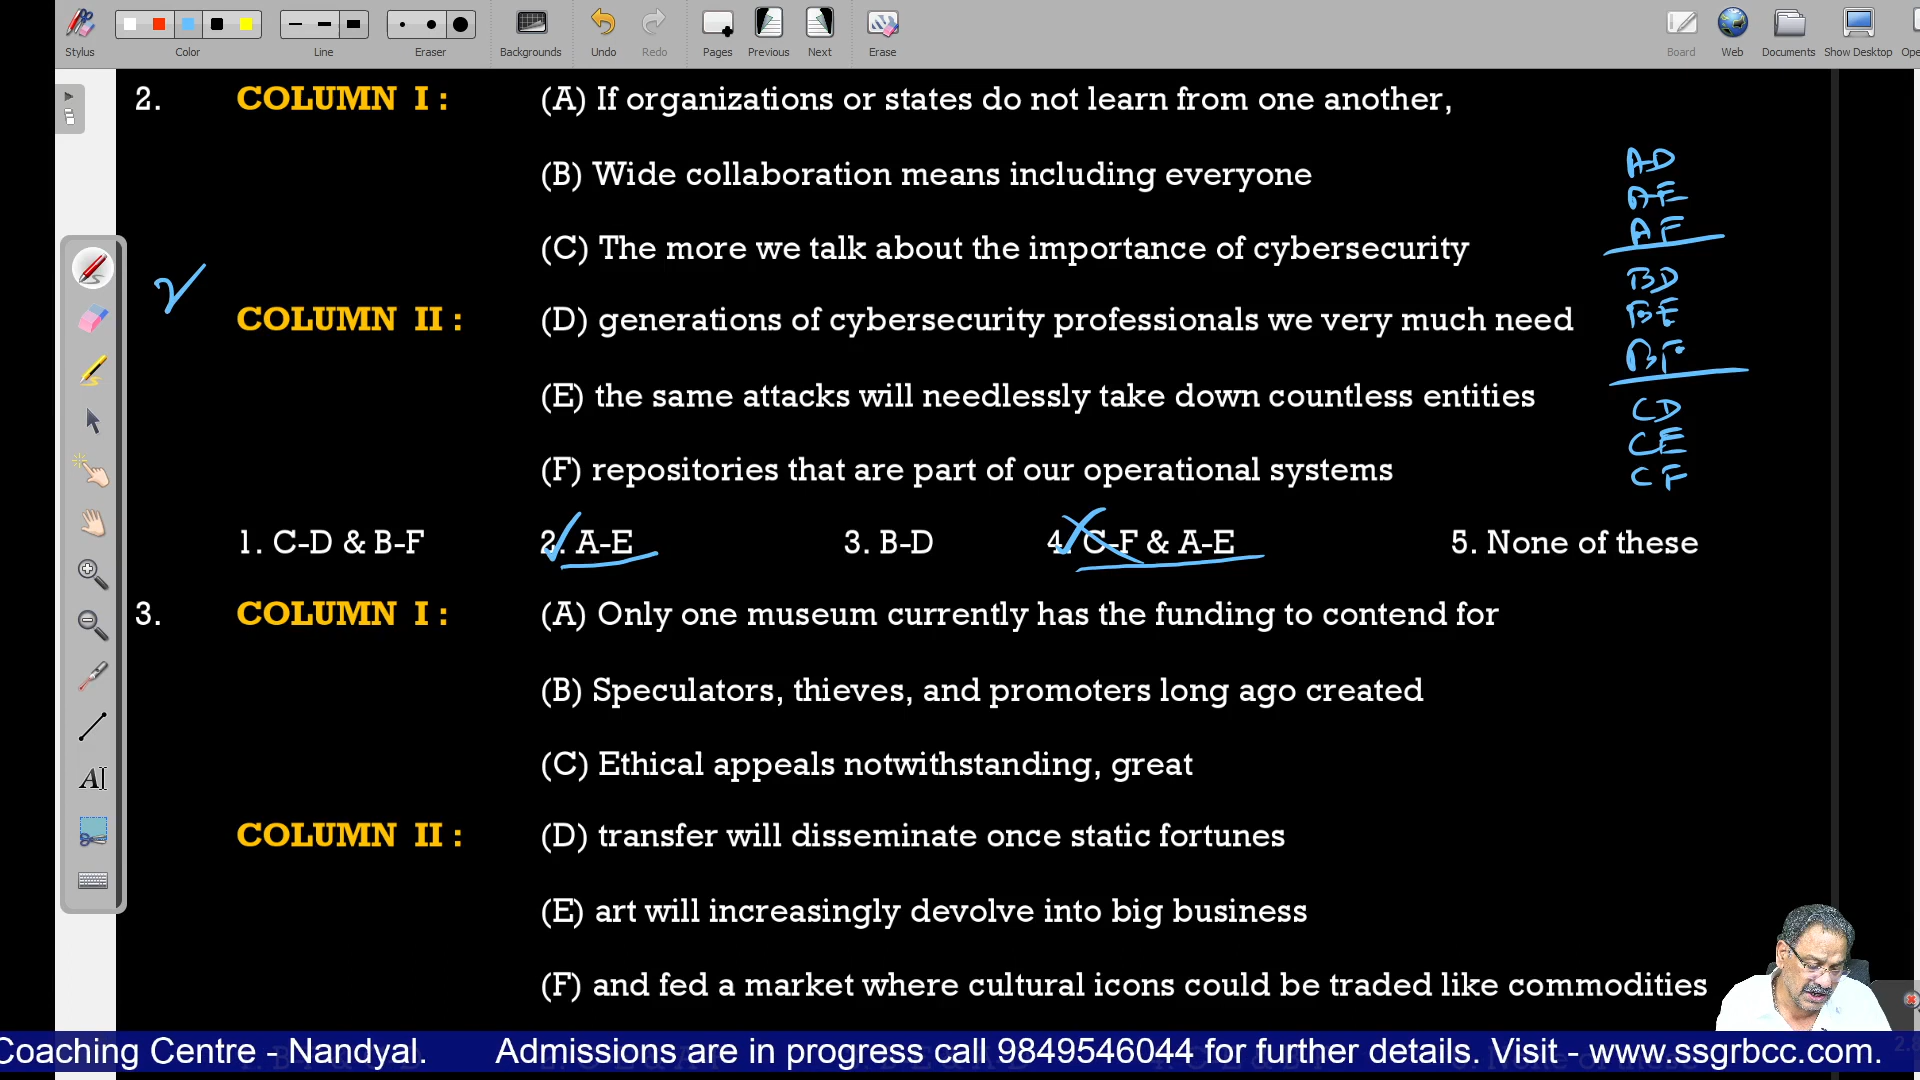 Stylus Color Line Eraser Backgrounds Undo Redo Pages Previous Next Erase Board Web Documents Show Desktop Ope
2. COLUMN I : (A) If organizations or states do not learn from one another,
(B) Wide collaboration means including everyone
(C) The more we talk about the importance of cybersecurity
COLUMN II : (D) generations of cybersecurity professionals we very much need
(E) the same attacks will needlessly take down countless entities
(F) repositories that are part of our operational systems
AD
AE
AF
BD
BE
BF
CD
CE
CF
1. C-D & B-F 2. A-E 3. B-D 4. C-F & A-E 5. None of these
3. COLUMN I : (A) Only one museum currently has the funding to contend for
(B) Speculators, thieves, and promoters long ago created
(C) Ethical appeals notwithstanding, great
COLUMN II : (D) transfer will disseminate once static fortunes
(E) art will increasingly devolve into big business
(F) and fed a market where cultural icons could be traded like commodities
Coaching Centre - Nandyal. Admissions are in progress call 9849546044 for further details. Visit - www.ssgrbcc.com.